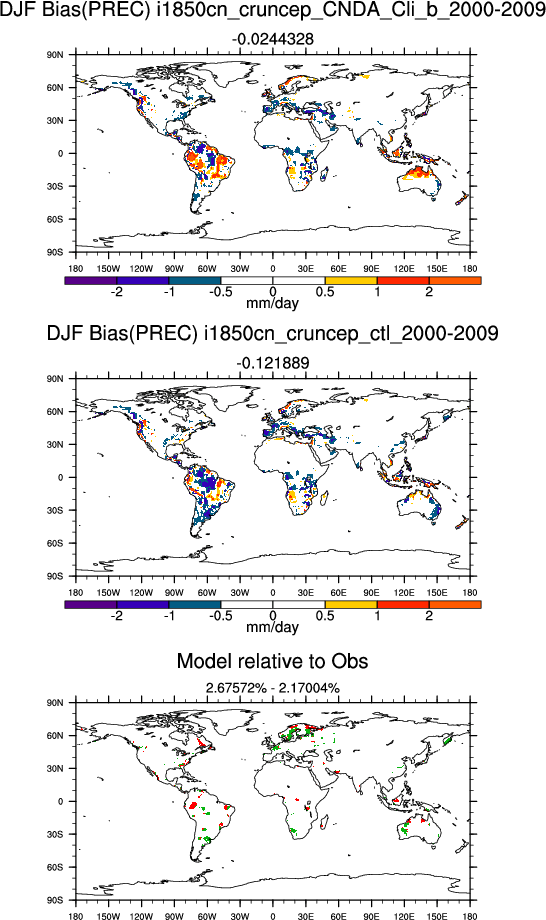 DJF Bias(PREC) i1850cn_cruncep_CNDA_Cli_b_2000-2009
-0.0244328
90N
60N
30N
0
30S
60S
90S
180 150W 120W 90W 60W 30W 0 30E 60E 90E 120E 150E 180
-2 -1 -0.5 0 0.5 1 2
mm/day
DJF Bias(PREC) i1850cn_cruncep_ctl_2000-2009
-0.121889
90N
60N
30N
0
30S
60S
90S
180 150W 120W 90W 60W 30W 0 30E 60E 90E 120E 150E 180
-2 -1 -0.5 0 0.5 1 2
mm/day
Model relative to Obs
2.67572% - 2.17004%
90N
60N
30N
0
30S
60S
90S
180 150W 120W 90W 60W 30W 0 30E 60E 90E 120E 150E 180